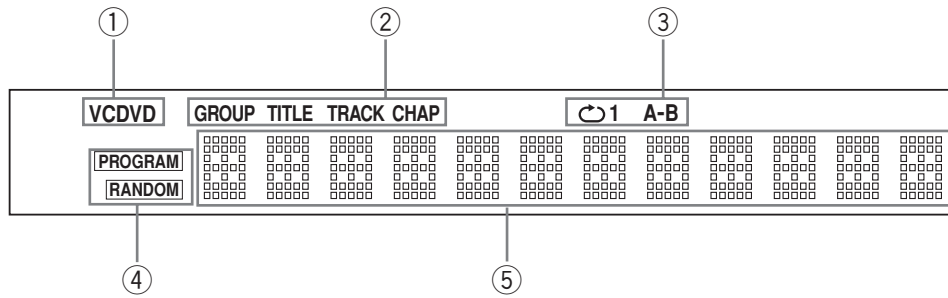 ① ② ③
VCDVD GROUP TITLE TRACK CHAP 1 A-B
PROGRAM
RANDOM
④ ⑤